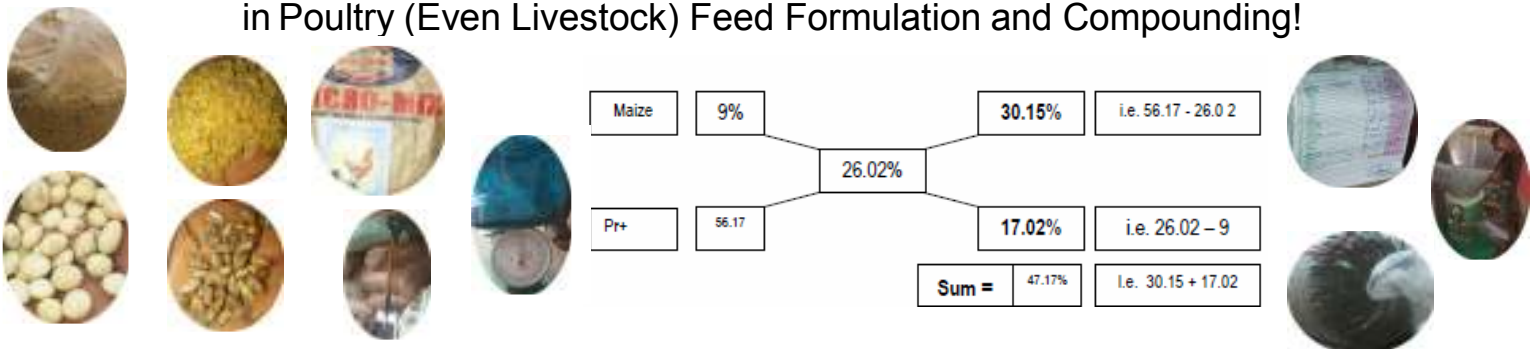 in Poultry (Even Livestock) Feed Formulation and Compounding!
Maize 9% 30.15% i.e. 56.17 - 26.0 2
26.02%
Pr+ 56.17 17.02% i.e. 26.02 – 9
Sum = 47.17% I.e. 30.15 + 17.02